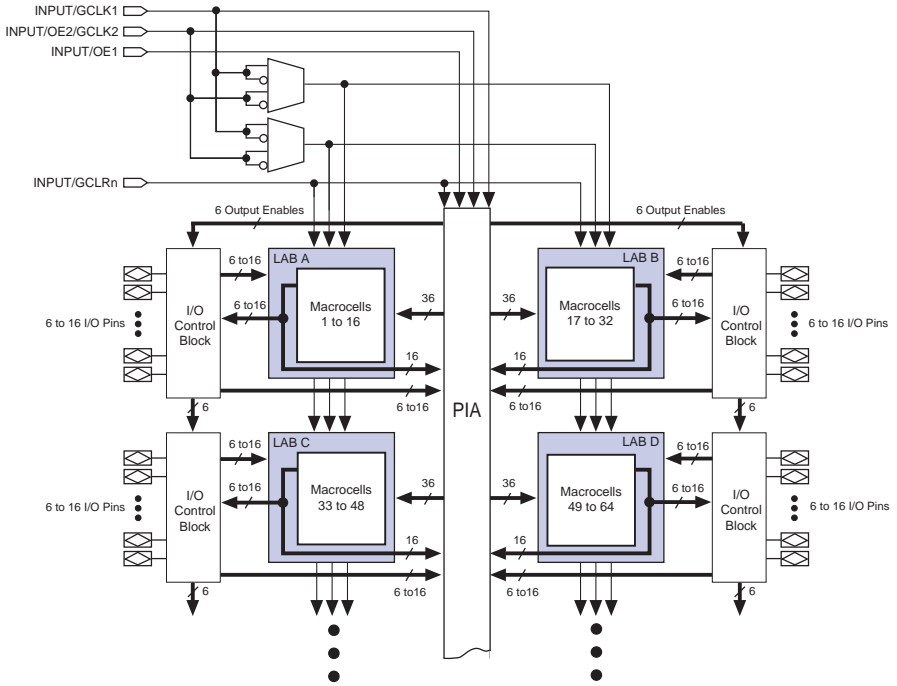 INPUT/GCLK1
INPUT/OE2/GCLK2
INPUT/OE1
INPUT/GCLRn
6 Output Enables
6 Output Enables
LAB A
LAB B
6 to16
6 to16
6 to16
6 to16
6 to 16 I/O Pins
I/O
Control
Block
Macrocells
1 to 16
36
36
Macrocells
17 to 32
I/O
Control
Block
6 to 16 I/O Pins
16
16
6 to16
6 to16
6
6
PIA
LAB C
LAB D
6 to16
6 to16
6 to16
6 to16
6 to 16 I/O Pins
I/O
Control
Block
Macrocells
33 to 48
36
36
Macrocells
49 to 64
I/O
Control
Block
6 to 16 I/O Pins
16
16
6 to16
6 to16
6
6